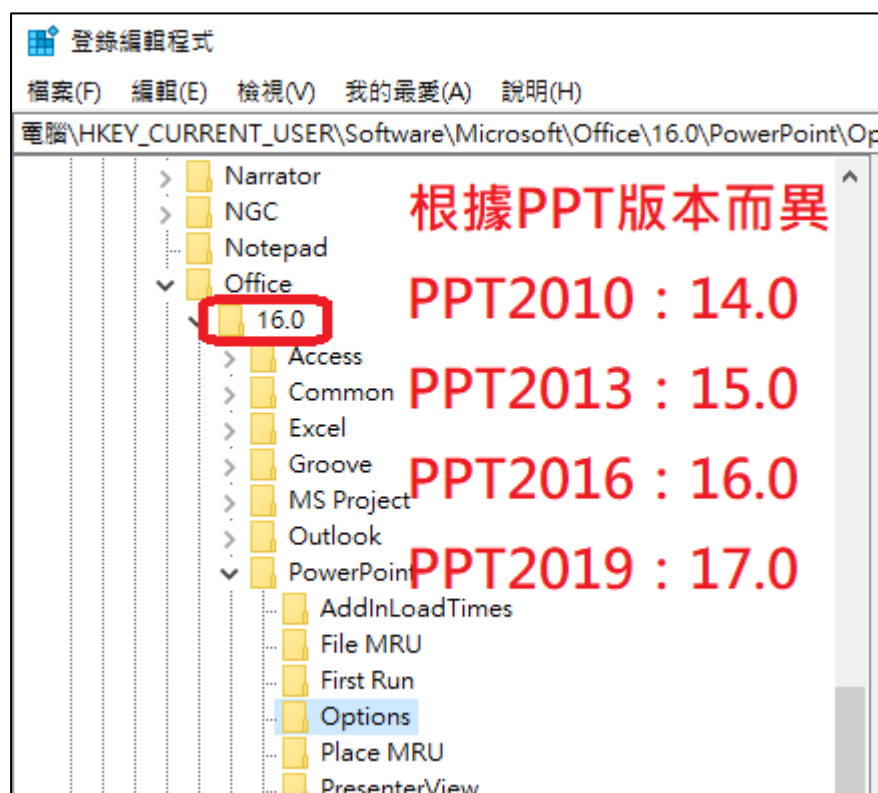 登錄編輯程式
檔案(F) 編輯(E) 檢視(V) 我的最愛(A) 說明(H)
電腦\HKEY_CURRENT_USER\Software\Microsoft\Office\16.0\PowerPoint\Op
Narrator
NGC
Notepad
Office
16.0
Access
Common
Excel
Groove
MS Project
Outlook
PowerPoint
AddInLoadTimes
File MRU
First Run
Options
Place MRU
PresenterView
根據PPT版本而異
PPT2010：14.0
PPT2013：15.0
PPT2016：16.0
PPT2019：17.0